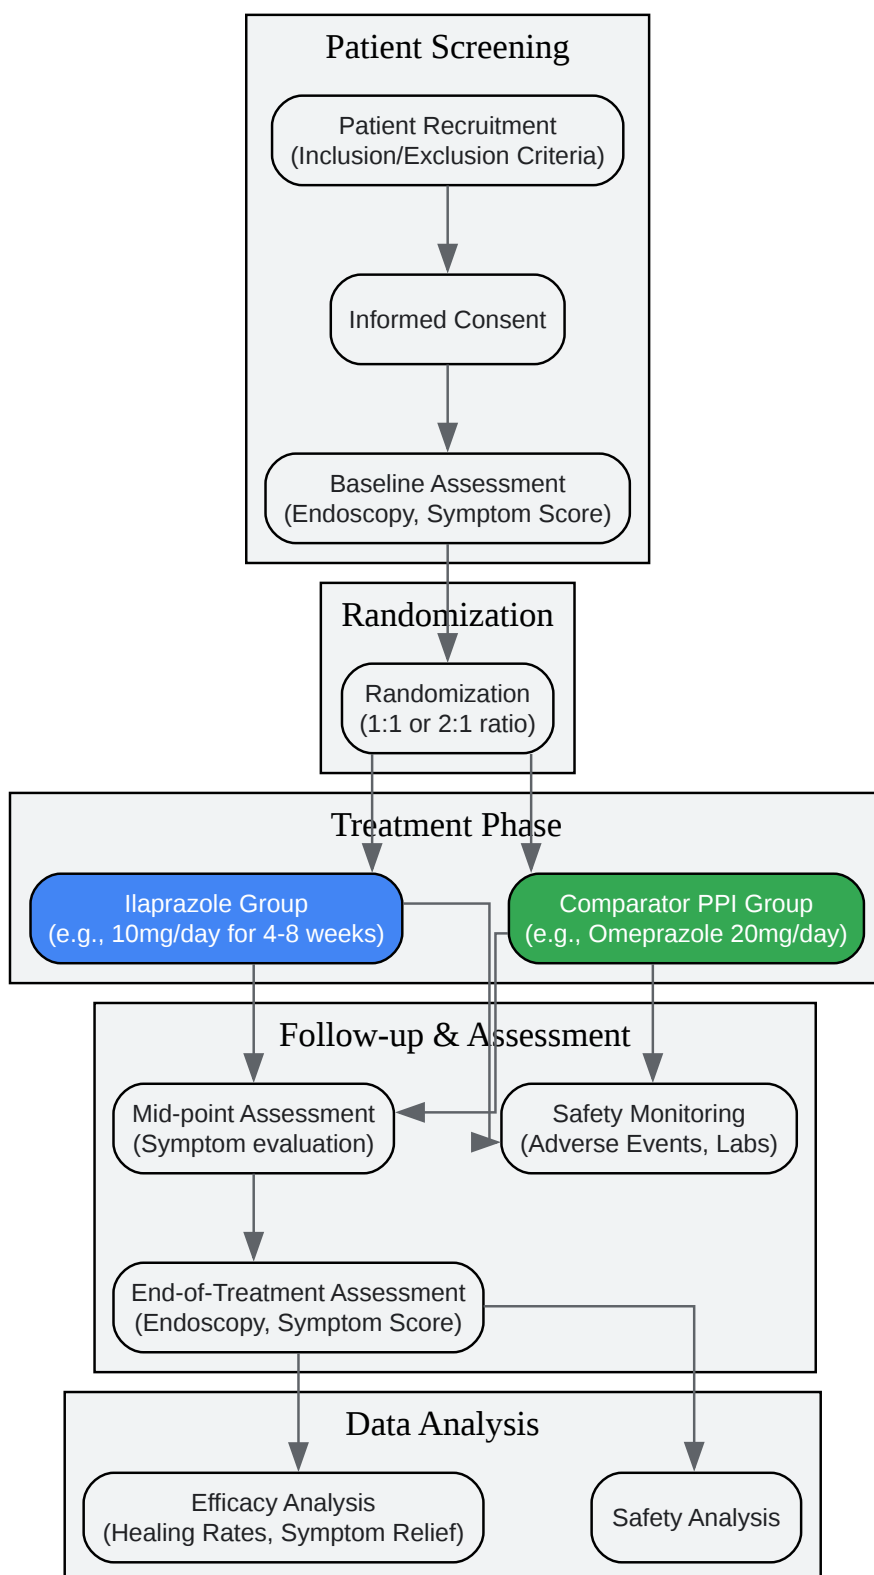 Patient Screening
Patient Recruitment
(Inclusion/Exclusion Criteria)
Informed Consent
Baseline Assessment
(Endoscopy, Symptom Score)
Randomization
Randomization
(1:1 or 2:1 ratio)
Treatment Phase
Ilaprazole Group
(e.g., 10mg/day for 4-8 weeks)
Comparator PPI Group
(e.g., Omeprazole 20mg/day)
Follow-up & Assessment
Mid-point Assessment
(Symptom evaluation)
Safety Monitoring
(Adverse Events, Labs)
End-of-Treatment Assessment
(Endoscopy, Symptom Score)
Data Analysis
Efficacy Analysis
(Healing Rates, Symptom Relief)
Safety Analysis